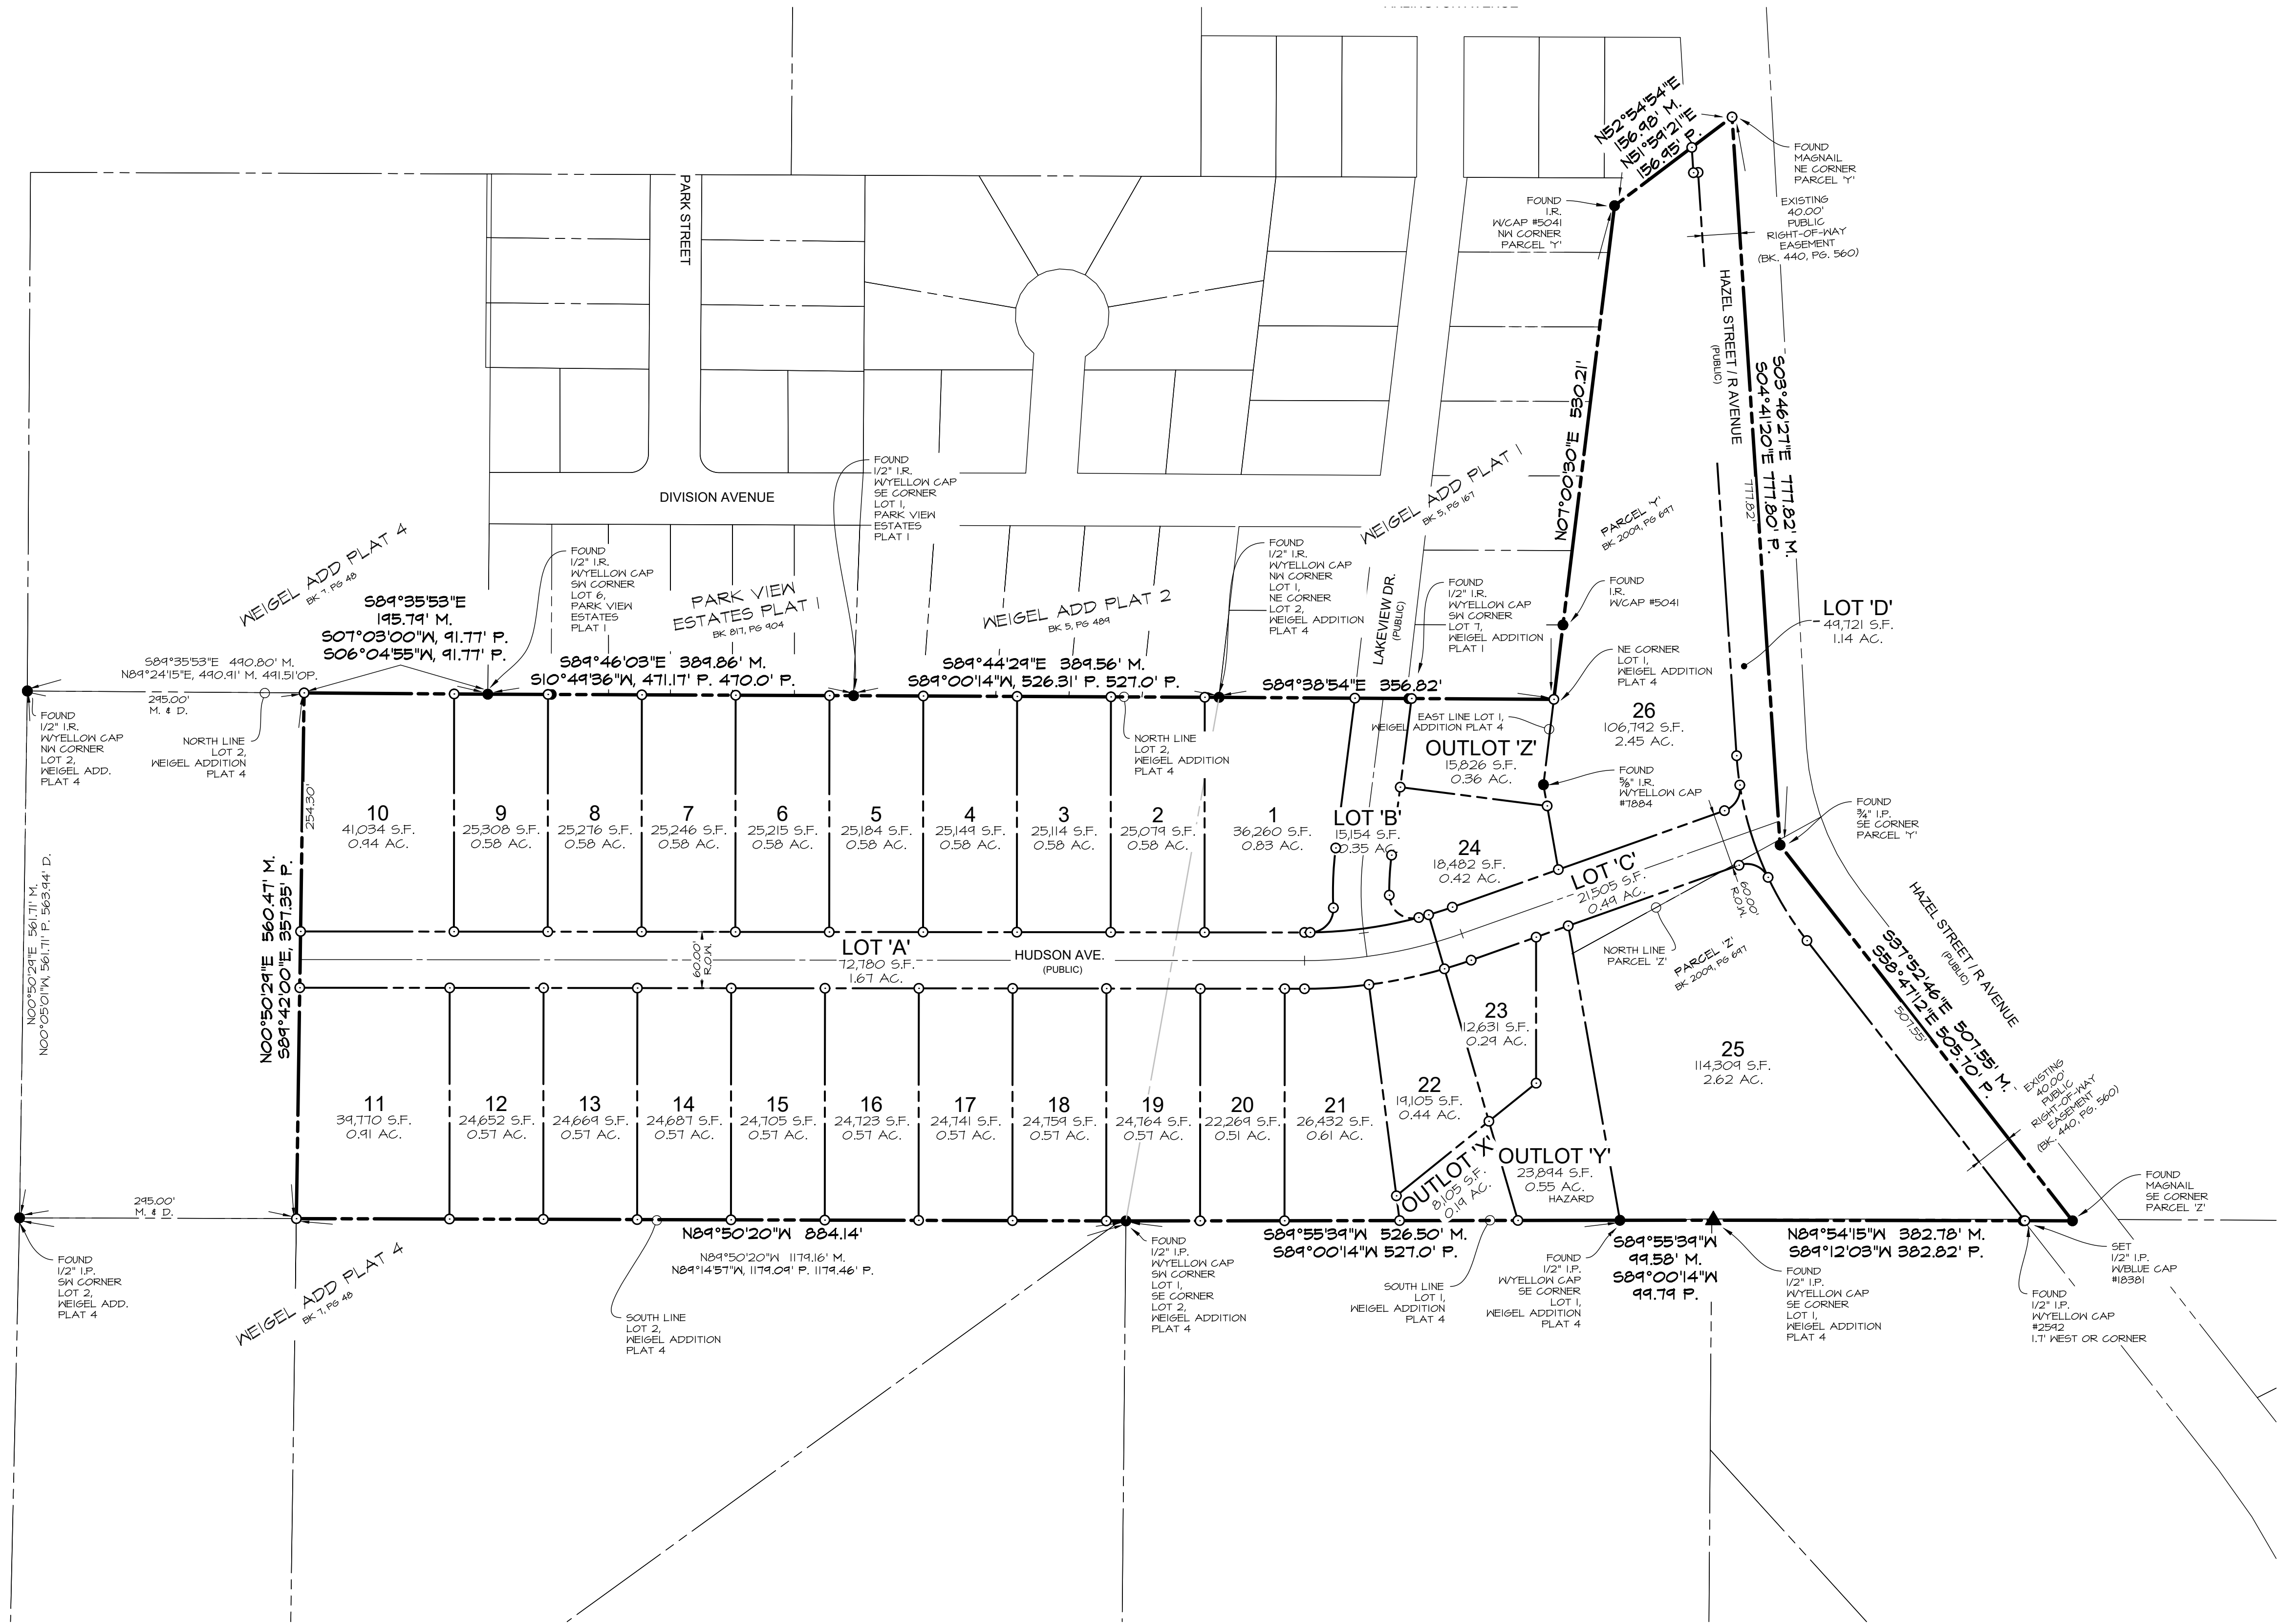 N52°54'54"E
156.98' M.
N51°59'21"E
156.95' P.
FOUND
MAGNAIL
NE CORNER
PARCEL 'Y'
EXISTING
40.00'
PUBLIC
RIGHT-OF-WAY
EASEMENT
(BK. 440, PG. 560)
FOUND
I.R.
W/CAP #5041
NW CORNER
PARCEL 'Y'
PARK STREET
HAZEL STREET / R AVENUE
(PUBLIC)
S03°46'27"E 777.82' M.
S04°41'20"E 777.80' P.
777.82'
N07°00'30"E 530.21'
DIVISION AVENUE
FOUND
1/2" I.R.
W/YELLOW CAP
SE CORNER
LOT 1,
PARK VIEW
ESTATES
PLAT 1
WEIGEL ADD PLAT 1
BK 5, PG 167
PARCEL 'Y'
BK 2009, PG 697
WEIGEL ADD PLAT 4
BK 7, PG 48
FOUND
1/2" I.R.
W/YELLOW CAP
SW CORNER
LOT 6,
PARK VIEW
ESTATES
PLAT 1
PARK VIEW
ESTATES PLAT 1
BK 817, PG 904
WEIGEL ADD PLAT 2
BK 5, PG 489
FOUND
1/2" I.R.
W/YELLOW CAP
NW CORNER
LOT 1,
NE CORNER
LOT 2,
WEIGEL ADDITION
PLAT 4
LAKEVIEW DR.
(PUBLIC)
FOUND
1/2" I.R.
W/YELLOW CAP
SW CORNER
LOT 7,
WEIGEL ADDITION
PLAT 1
FOUND
I.R.
W/CAP #5041
NE CORNER
LOT 1,
WEIGEL ADDITION
PLAT 4
LOT 'D'
49,721 S.F.
1.14 AC.
S89°35'53"E
195.79' M.
S07°03'00"W, 91.77' P.
S06°04'55"W, 91.77' P.
S89°35'53"E 490.80' M.
N89°24'15"E, 490.91' M. 491.51'OP.
295.00'
M. & D.
S89°46'03"E 389.86' M.
S10°49'36"W, 471.17' P. 470.0' P.
S89°44'29"E 389.56' M.
S89°00'14"W, 526.31' P. 527.0' P.
S89°38'54"E 356.82'
FOUND
1/2" I.R.
W/YELLOW CAP
NW CORNER
LOT 2,
WEIGEL ADD.
PLAT 4
NORTH LINE
LOT 2,
WEIGEL ADDITION
PLAT 4
NORTH LINE
LOT 2,
WEIGEL ADDITION
PLAT 4
EAST LINE LOT 1,
WEIGEL ADDITION PLAT 4
OUTLOT 'Z'
15,826 S.F.
0.36 AC.
26
106,792 S.F.
2.45 AC.
FOUND
5/8" I.R.
W/YELLOW CAP
#7884
FOUND
3/4" I.P.
SE CORNER
PARCEL 'Y'
254.30'
10
41,034 S.F.
0.94 AC.
9
25,308 S.F.
0.58 AC.
8
25,276 S.F.
0.58 AC.
7
25,246 S.F.
0.58 AC.
6
25,215 S.F.
0.58 AC.
5
25,184 S.F.
0.58 AC.
4
25,149 S.F.
0.58 AC.
3
25,114 S.F.
0.58 AC.
2
25,079 S.F.
0.58 AC.
1
36,260 S.F.
0.83 AC.
LOT 'B'
15,154 S.F.
0.35 AC.
24
18,482 S.F.
0.42 AC.
LOT 'C'
21,505 S.F.
0.49 AC.
60.00'
R.O.W.
N00°50'29"E 561.71' M.
N00°05'01"W, 561.71' P. 563.94' D.
N00°50'29"E 560.47' M.
S89°42'00"E, 357.35' P.
60.00'
R.O.W.
LOT 'A'
72,780 S.F.
1.67 AC.
HUDSON AVE.
(PUBLIC)
NORTH LINE
PARCEL 'Z'
PARCEL 'Z'
BK 2009, PG 697
HAZEL STREET / R AVENUE
(PUBLIC)
S37°52'46"E 507.55' M.
S58°47'12"E 505.70' P.
507.55'
EXISTING
40.00'
PUBLIC
RIGHT-OF-WAY
EASEMENT
(BK. 440, PG. 560)
11
39,770 S.F.
0.91 AC.
12
24,652 S.F.
0.57 AC.
13
24,669 S.F.
0.57 AC.
14
24,687 S.F.
0.57 AC.
15
24,705 S.F.
0.57 AC.
16
24,723 S.F.
0.57 AC.
17
24,741 S.F.
0.57 AC.
18
24,759 S.F.
0.57 AC.
19
24,764 S.F.
0.57 AC.
20
22,269 S.F.
0.51 AC.
21
26,432 S.F.
0.61 AC.
22
19,105 S.F.
0.44 AC.
23
12,631 S.F.
0.29 AC.
25
114,309 S.F.
2.62 AC.
OUTLOT 'X'
8,105 S.F.
0.19 AC.
OUTLOT 'Y'
23,894 S.F.
0.55 AC.
HAZARD
295.00'
M. & D.
N89°50'20"W 884.14'
N89°50'20"W 1179.16' M.
N89°14'57"W, 1179.09' P. 1179.46' P.
S89°55'39"W 526.50' M.
S89°00'14"W 527.0' P.
S89°55'39"W
99.58' M.
S89°00'14"W
99.79 P.
N89°54'15"W 382.78' M.
S89°12'03"W 382.82' P.
FOUND
MAGNAIL
SE CORNER
PARCEL 'Z'
FOUND
1/2" I.P.
SW CORNER
LOT 2,
WEIGEL ADD.
PLAT 4
WEIGEL ADD PLAT 4
BK 7, PG 48
SOUTH LINE
LOT 2,
WEIGEL ADDITION
PLAT 4
FOUND
1/2" I.P.
W/YELLOW CAP
SW CORNER
LOT 1,
SE CORNER
LOT 2,
WEIGEL ADDITION
PLAT 4
SOUTH LINE
LOT 1,
WEIGEL ADDITION
PLAT 4
FOUND
1/2" I.P.
W/YELLOW CAP
SE CORNER
LOT 1,
WEIGEL ADDITION
PLAT 4
FOUND
1/2" I.P.
W/YELLOW CAP
SE CORNER
LOT 1,
WEIGEL ADDITION
PLAT 4
SET
1/2" I.P.
W/BLUE CAP
#18381
FOUND
1/2" I.P.
W/YELLOW CAP
#2592
1.7' WEST OR CORNER